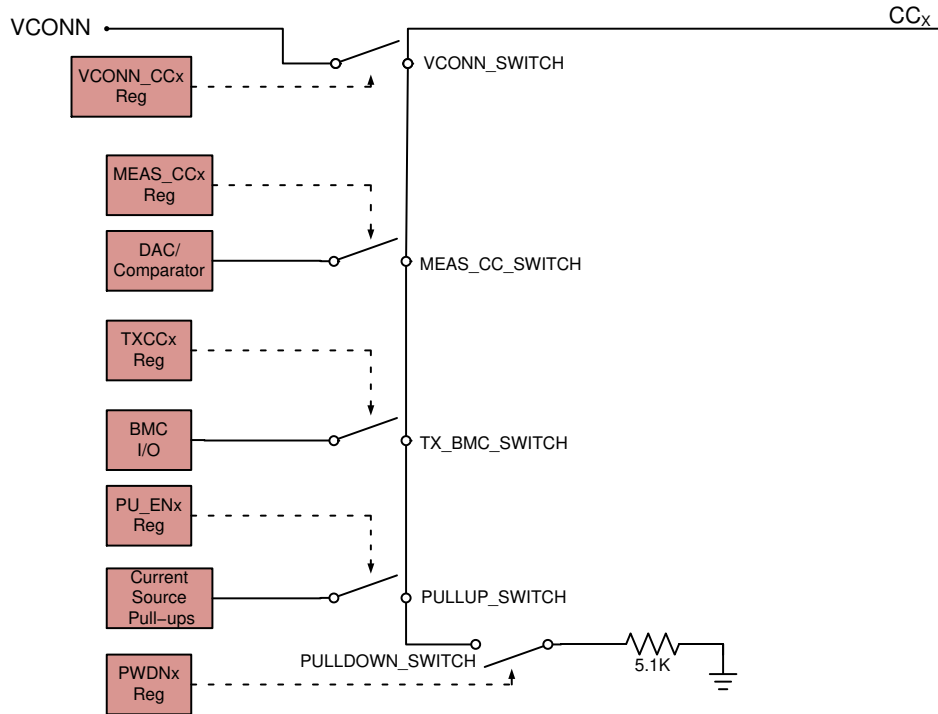 VCONN
CCx
VCONN_CCx
Reg
VCONN_SWITCH
MEAS_CCx
Reg
DAC/
Comparator
MEAS_CC_SWITCH
TXCCx
Reg
BMC
I/O
TX_BMC_SWITCH
PU_ENx
Reg
Current
Source
Pull−ups
PULLUP_SWITCH
PULLDOWN_SWITCH
5.1K
PWDNx
Reg